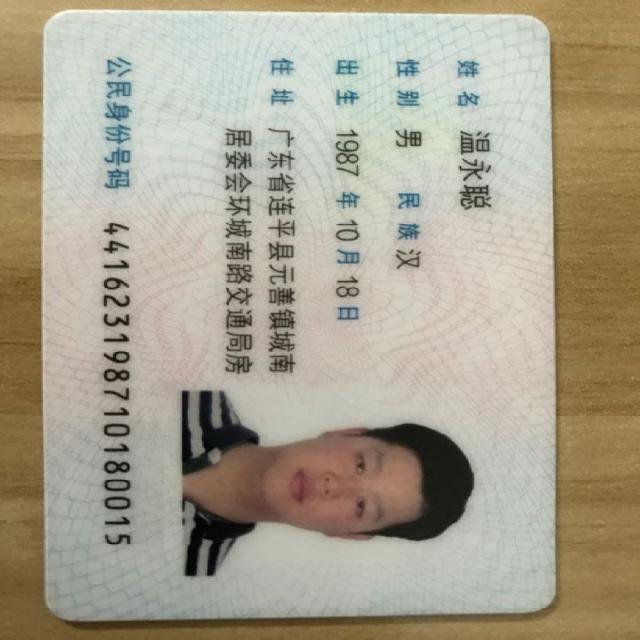 姓名 温永聪
性别 男 民族 汉
出生 1987 年 10 月 18 日
住址 广东省连平县元善镇城南
居委会环城南路交通局房
公民身份号码 441623198710180015